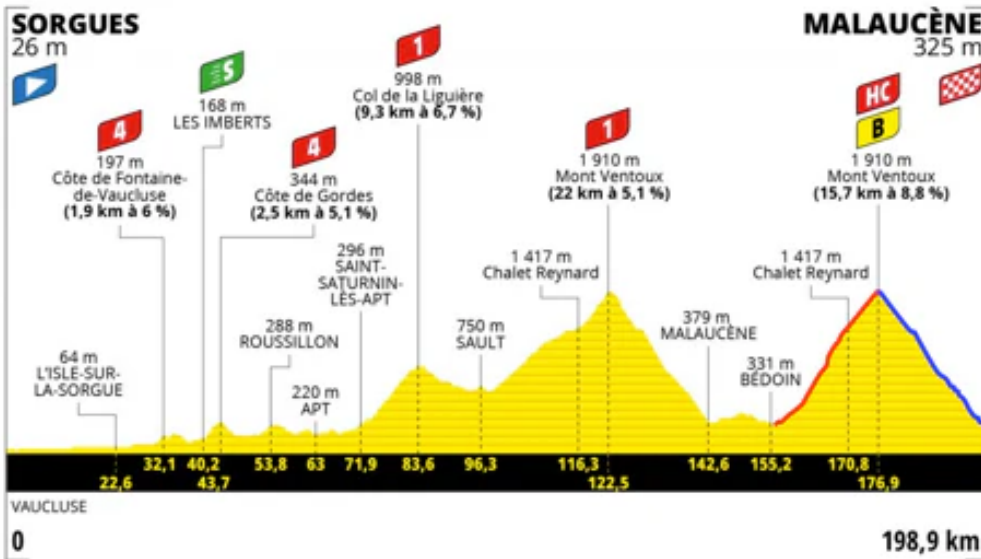 SORGUES
26 m
MALAUCÈNE
325 m
4
197 m
Côte de Fontaine-
de-Vaucluse
(1,9 km à 6 %)
S
168 m
LES IMBERTS
4
344 m
Côte de Gordes
(2,5 km à 5,1 %)
1
998 m
Col de la Liguière
(9,3 km à 6,7 %)
1
1 910 m
Mont Ventoux
(22 km à 5,1 %)
HC
B
1 910 m
Mont Ventoux
(15,7 km à 8,8 %)
64 m
L'ISLE-SUR-
LA-SORGUE
288 m
ROUSSILLON
220 m
APT
296 m
SAINT-
SATURNIN-
LÈS-APT
750 m
SAULT
1 417 m
Chalet Reynard
379 m
MALAUCÈNE
331 m
BÉDOIN
1 417 m
Chalet Reynard
32,1 40,2 53,8 63 71,9 83,6 96,3 116,3 142,6 155,2 170,8
22,6 43,7 122,5 176,9
VAUCLUSE
0 198,9 km